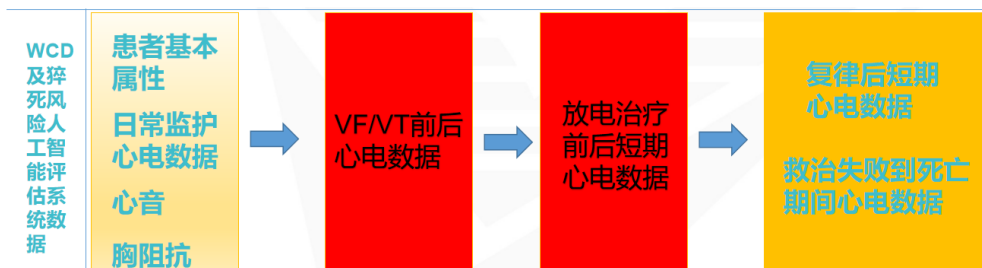 WCD
及猝
死风
险人
工智
能评
估系
统数
据
患者基本
属性
日常监护
心电数据
心音
胸阻抗
VF/VT前后
心电数据
放电治疗
前后短期
心电数据
复律后短期
心电数据
救治失败到死亡
期间心电数据